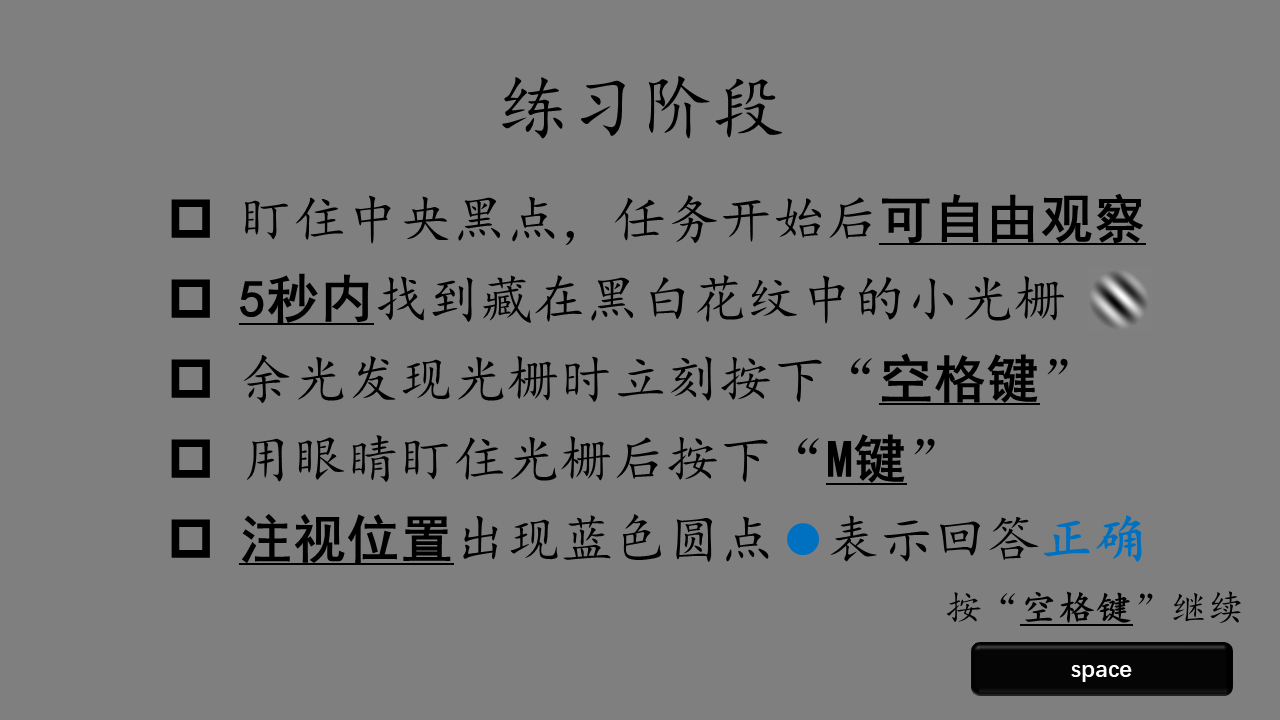 练习阶段
盯住中央黑点，任务开始后可自由观察
5秒内找到藏在黑白花纹中的小光栅
余光发现光栅时立刻按下“空格键”
用眼睛盯住光栅后按下“M键”
注视位置出现蓝色圆点表示回答正确
按“空格键”继续
space